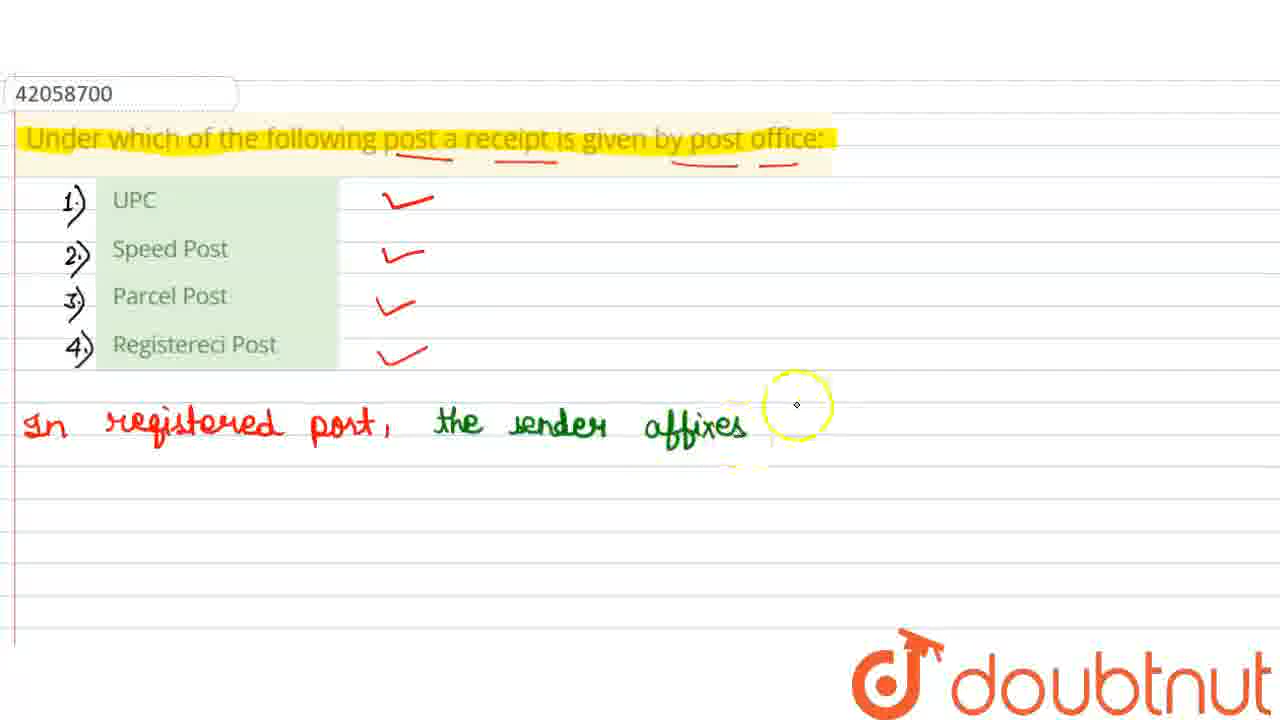 42058700
Under which of the following post a receipt is given by post office:
1.) UPC
2.) Speed Post
3.) Parcel Post
4.) Registereci Post
In registered post, the sender affixes
doubtnut